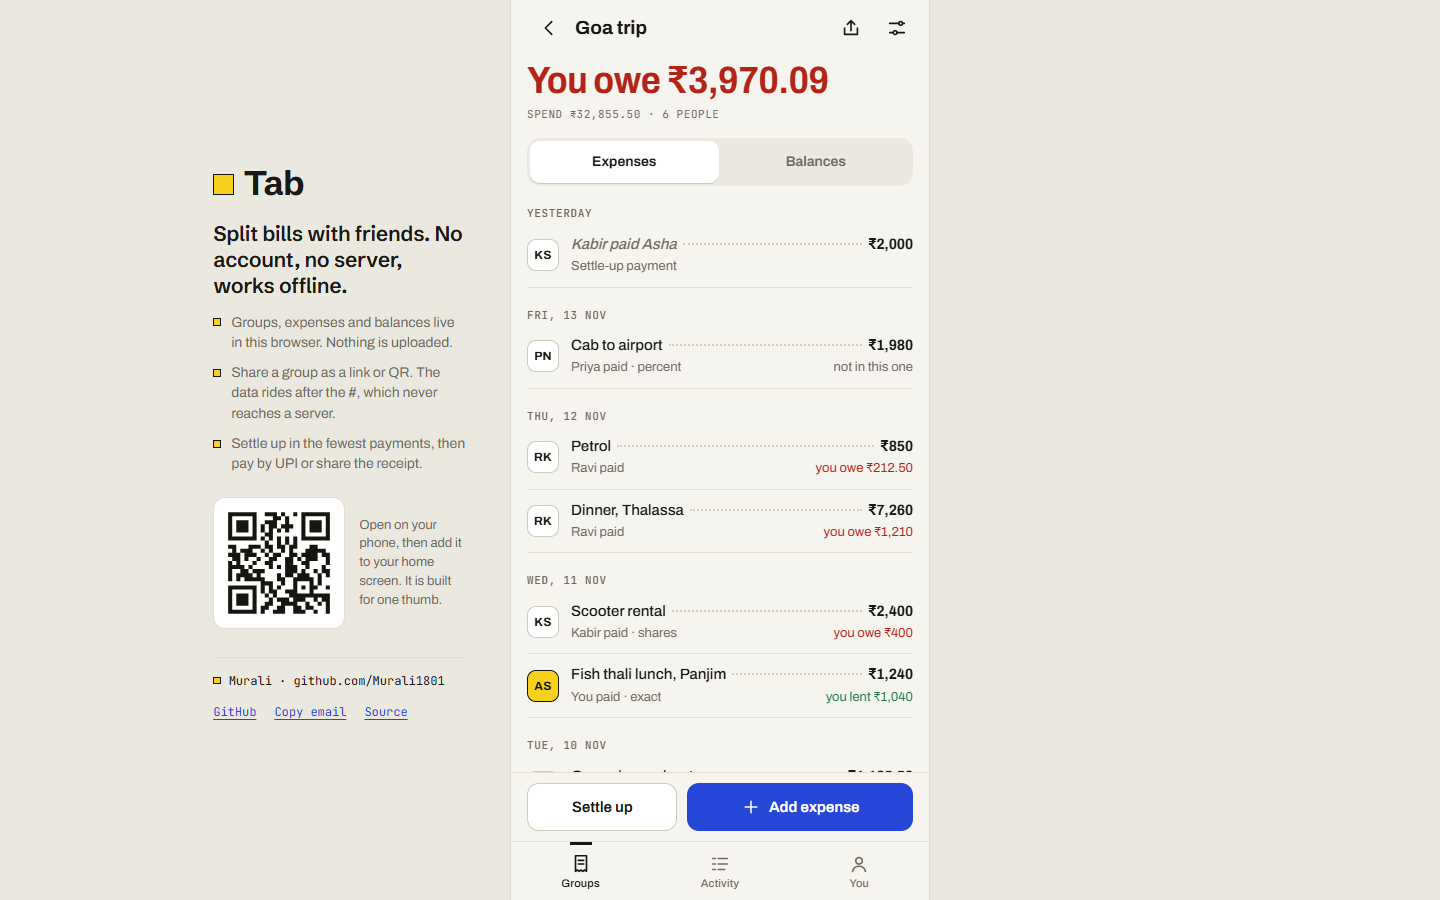 Tab
Split bills with friends. No
account, no server,
works offline.
Groups, expenses and balances live
in this browser. Nothing is uploaded.
Share a group as a link or QR. The
data rides after the #, which never
reaches a server.
Settle up in the fewest payments, then
pay by UPI or share the receipt.
Open on your
phone, then add it
to your home
screen. It is built
for one thumb.
Murali · github.com/Murali1801
GitHub Copy email Source
Goa trip
You owe ₹3,970.09
SPEND ₹32,855.50 · 6 PEOPLE
Expenses Balances
YESTERDAY
KS Kabir paid Asha ₹2,000
Settle-up payment
FRI, 13 NOV
PN Cab to airport ₹1,980
Priya paid · percent not in this one
THU, 12 NOV
RK Petrol ₹850
Ravi paid you owe ₹212.50
RK Dinner, Thalassa ₹7,260
Ravi paid you owe ₹1,210
WED, 11 NOV
KS Scooter rental ₹2,400
Kabir paid · shares you owe ₹400
AS Fish thali lunch, Panjim ₹1,240
You paid · exact you lent ₹1,040
TUE, 10 NOV
Settle up Add expense
Groups Activity You